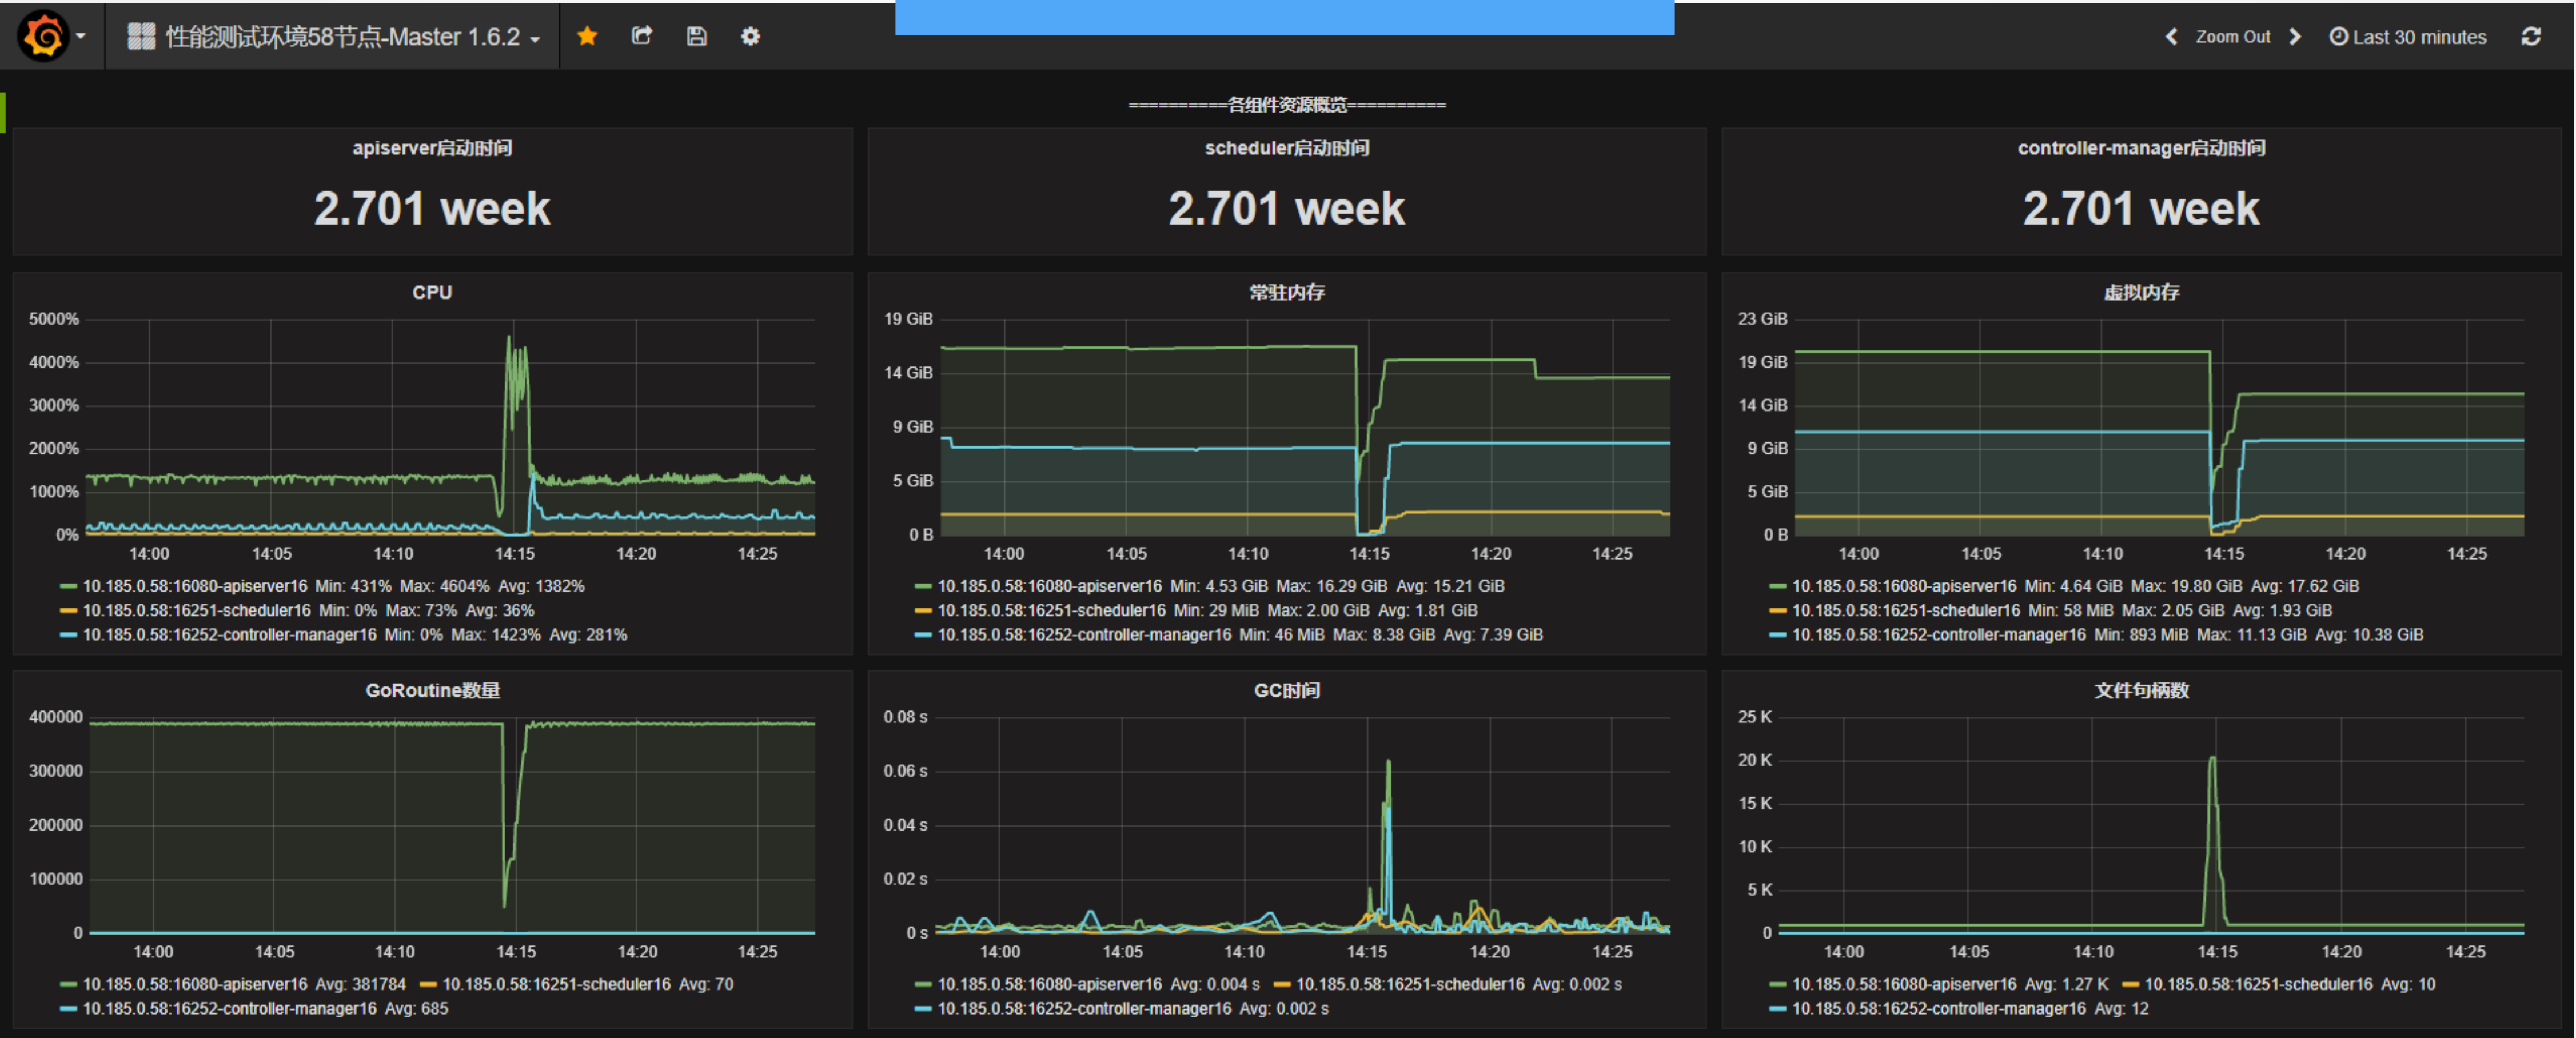 性能测试环境58节点-Master 1.6.2 Zoom Out Last 30 minutes
==========各组件资源概览==========
apiserver启动时间
2.701 week
scheduler启动时间
2.701 week
controller-manager启动时间
2.701 week
CPU
5000%
4000%
3000%
2000%
1000%
0%
14:00 14:05 14:10 14:15 14:20 14:25
10.185.0.58:16080-apiserver16 Min: 431% Max: 4604% Avg: 1382%
10.185.0.58:16251-scheduler16 Min: 0% Max: 73% Avg: 36%
10.185.0.58:16252-controller-manager16 Min: 0% Max: 1423% Avg: 281%
常驻内存
19 GiB
14 GiB
9 GiB
5 GiB
0 B
14:00 14:05 14:10 14:15 14:20 14:25
10.185.0.58:16080-apiserver16 Min: 4.53 GiB Max: 16.29 GiB Avg: 15.21 GiB
10.185.0.58:16251-scheduler16 Min: 29 MiB Max: 2.00 GiB Avg: 1.81 GiB
10.185.0.58:16252-controller-manager16 Min: 46 MiB Max: 8.38 GiB Avg: 7.39 GiB
虚拟内存
23 GiB
19 GiB
14 GiB
9 GiB
5 GiB
0 B
14:00 14:05 14:10 14:15 14:20 14:25
10.185.0.58:16080-apiserver16 Min: 4.64 GiB Max: 19.80 GiB Avg: 17.62 GiB
10.185.0.58:16251-scheduler16 Min: 58 MiB Max: 2.05 GiB Avg: 1.93 GiB
10.185.0.58:16252-controller-manager16 Min: 893 MiB Max: 11.13 GiB Avg: 10.38 GiB
GoRoutine数量
400000
300000
200000
100000
0
14:00 14:05 14:10 14:15 14:20 14:25
10.185.0.58:16080-apiserver16 Avg: 381784 10.185.0.58:16251-scheduler16 Avg: 70
10.185.0.58:16252-controller-manager16 Avg: 685
GC时间
0.08 s
0.06 s
0.04 s
0.02 s
0 s
14:00 14:05 14:10 14:15 14:20 14:25
10.185.0.58:16080-apiserver16 Avg: 0.004 s 10.185.0.58:16251-scheduler16 Avg: 0.002 s
10.185.0.58:16252-controller-manager16 Avg: 0.002 s
文件句柄数
25 K
20 K
15 K
10 K
5 K
0
14:00 14:05 14:10 14:15 14:20 14:25
10.185.0.58:16080-apiserver16 Avg: 1.27 K 10.185.0.58:16251-scheduler16 Avg: 10
10.185.0.58:16252-controller-manager16 Avg: 12